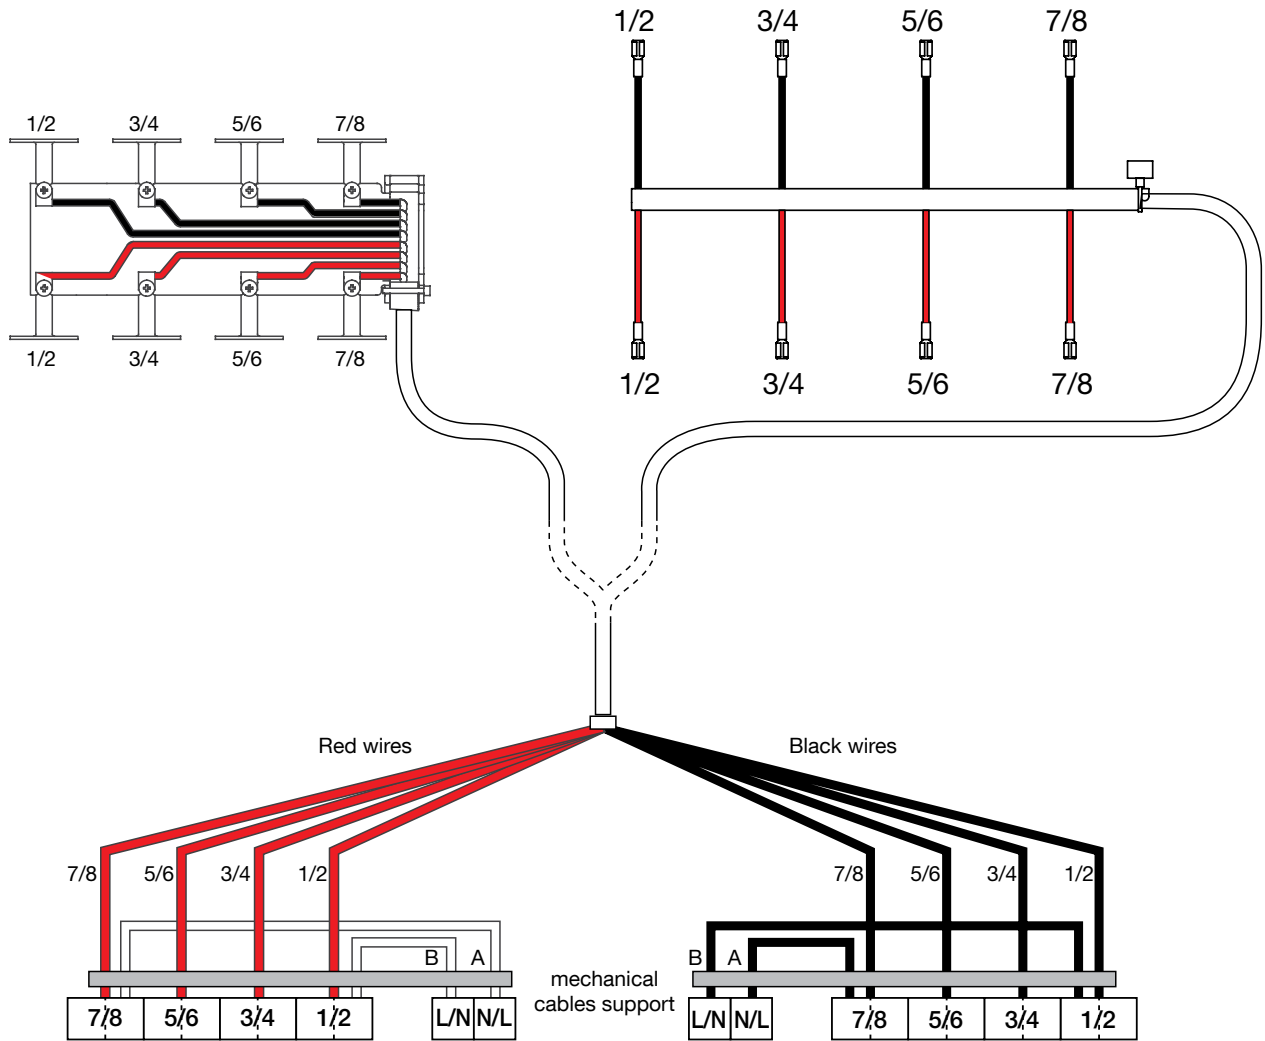 1/2 3/4 5/6 7/8
1/2 3/4 5/6 7/8
1/2 3/4 5/6 7/8
1/2 3/4 5/6 7/8
Red wires
Black wires
7/8 5/6 3/4 1/2
7/8 5/6 3/4 1/2
B A
B A
mechanical
cables support
7/8 5/6 3/4 1/2 L/N N/L
L/N N/L 7/8 5/6 3/4 1/2